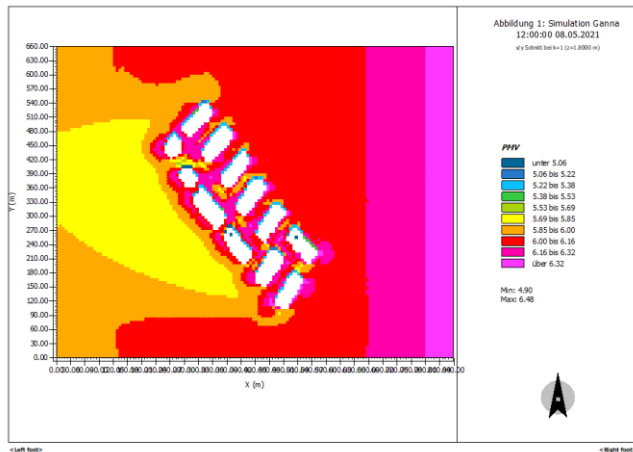 Abbildung 1: Simulation Ganna
12:00:00 08.05.2021
x/y Schnitt bei k=1 (z=1.8000 m)
660.00
630.00
600.00
570.00
540.00
510.00
480.00
450.00
420.00
390.00
360.00
330.00
300.00
270.00
240.00
210.00
180.00
150.00
120.00
90.00
60.00
30.00
0.00
Y (m)
X (m)
PHV
unter 5.06
5.06 bis 5.22
5.22 bis 5.38
5.38 bis 5.53
5.53 bis 5.69
5.69 bis 5.85
5.85 bis 6.00
6.00 bis 6.16
6.16 bis 6.32
über 6.32
Min: 4.90
Max: 6.48
N
<Left foot>
<Right foot